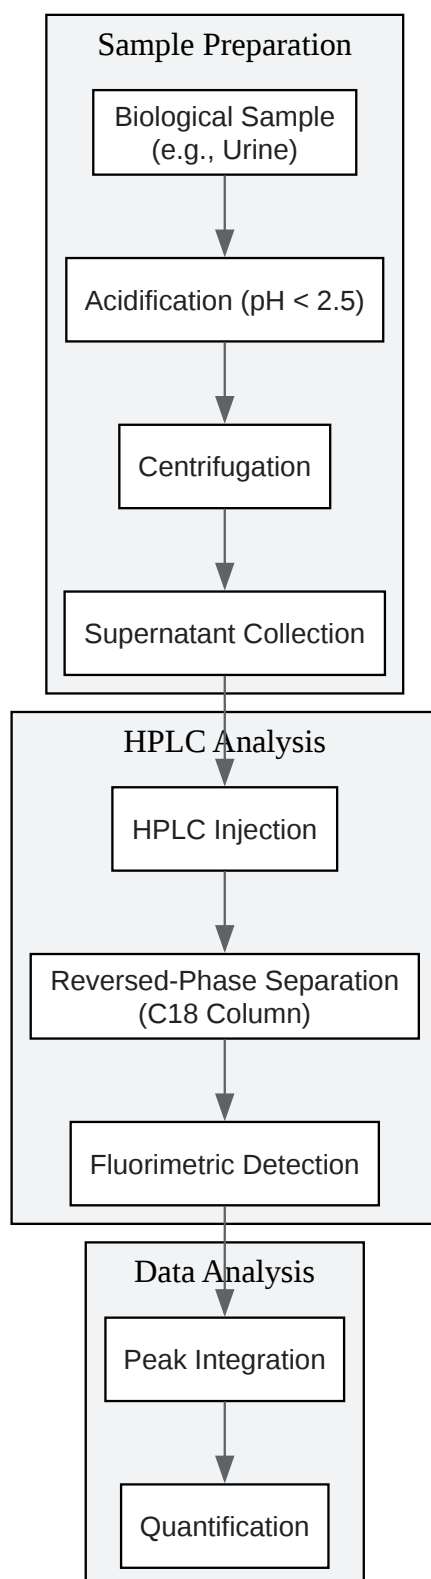 Sample Preparation
Biological Sample
(e.g., Urine)
Acidification (pH < 2.5)
Centrifugation
Supernatant Collection
HPLC Analysis
HPLC Injection
Reversed-Phase Separation
(C18 Column)
Fluorimetric Detection
Data Analysis
Peak Integration
Quantification